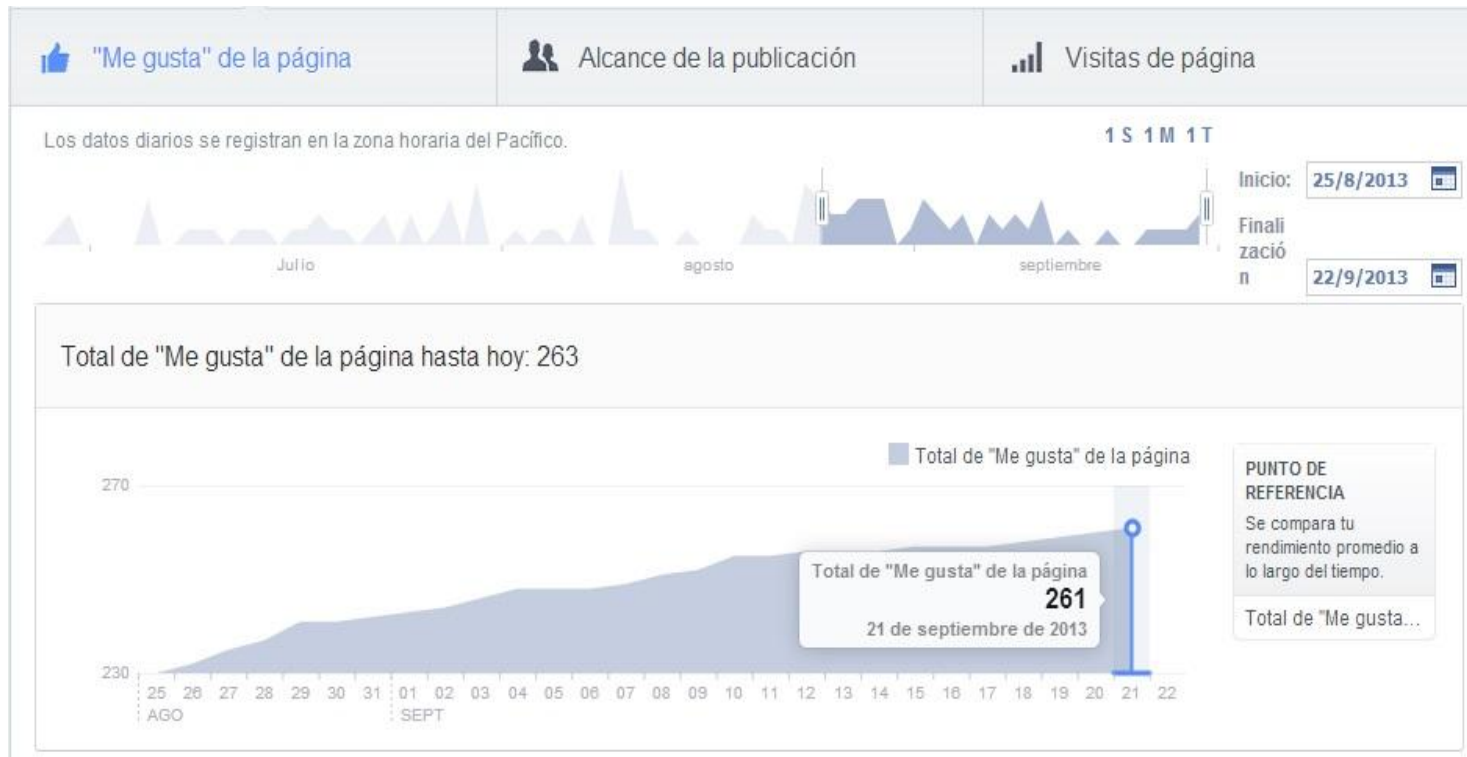 "Me gusta" de la página
Alcance de la publicación
Visitas de página
Los datos diarios se registran en la zona horaria del Pacífico.
1 S 1 M 1 T
Inicio: 25/8/2013
Finali
zació
n 22/9/2013
Julio agosto septiembre
Total de "Me gusta" de la página hasta hoy: 263
Total de "Me gusta" de la página
270
230
Total de "Me gusta" de la página
261
21 de septiembre de 2013
25 26 27 28 29 30 31 01 02 03 04 05 06 07 08 09 10 11 12 13 14 15 16 17 18 19 20 21 22
AGO SEPT
PUNTO DE
REFERENCIA
Se compara tu
rendimiento promedio a
lo largo del tiempo.
Total de "Me gusta...